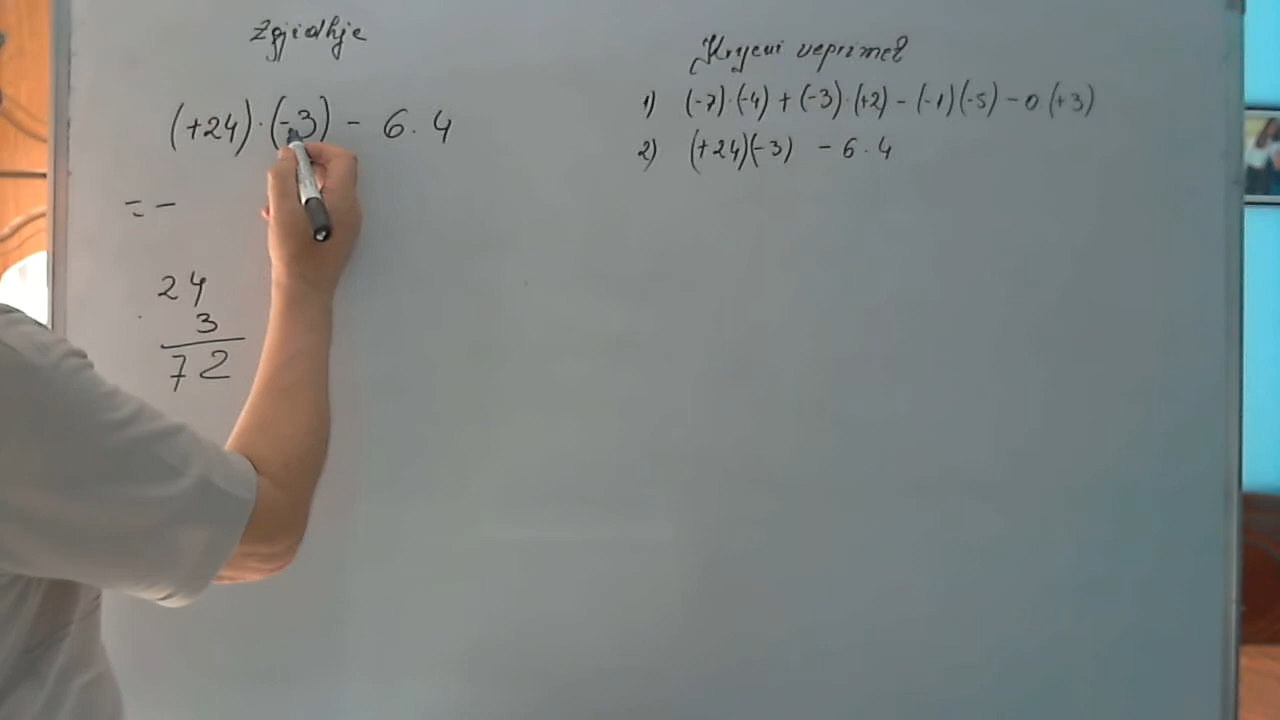 Zgjidhje
(+24)·(-3) - 6·4
= -
24
· 3
72
Kryeni veprimet
1) (-7)·(-4) + (-3)·(+2) - (-1)(-5) - 0(+3)
2) (+24)(-3) - 6·4